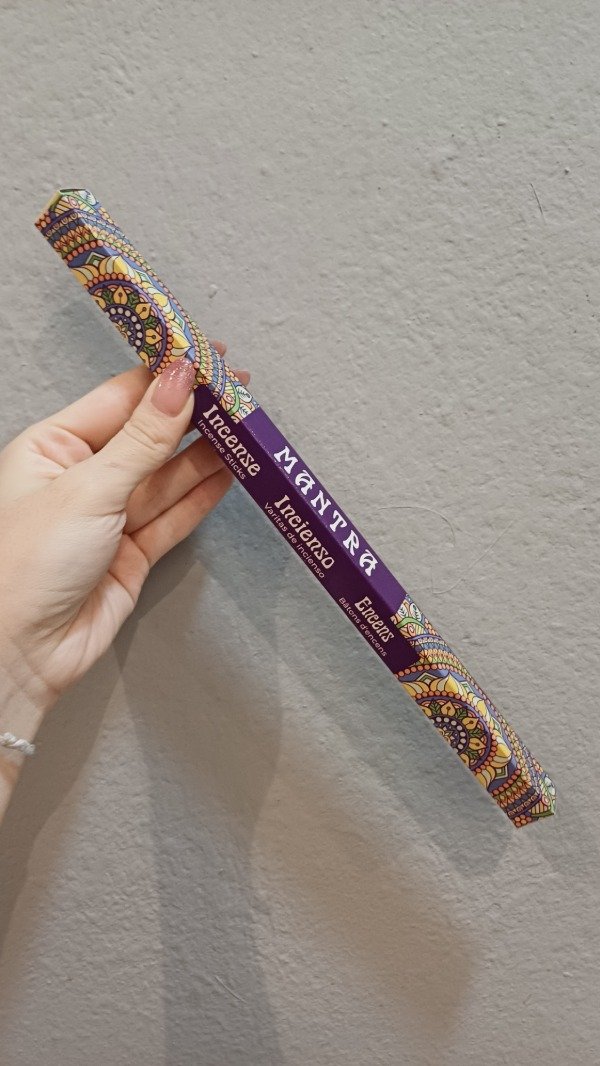 MANTRA
Incense
Incense Sticks
Incienso
Varitas de incienso
Encens
Bâtons d'encens